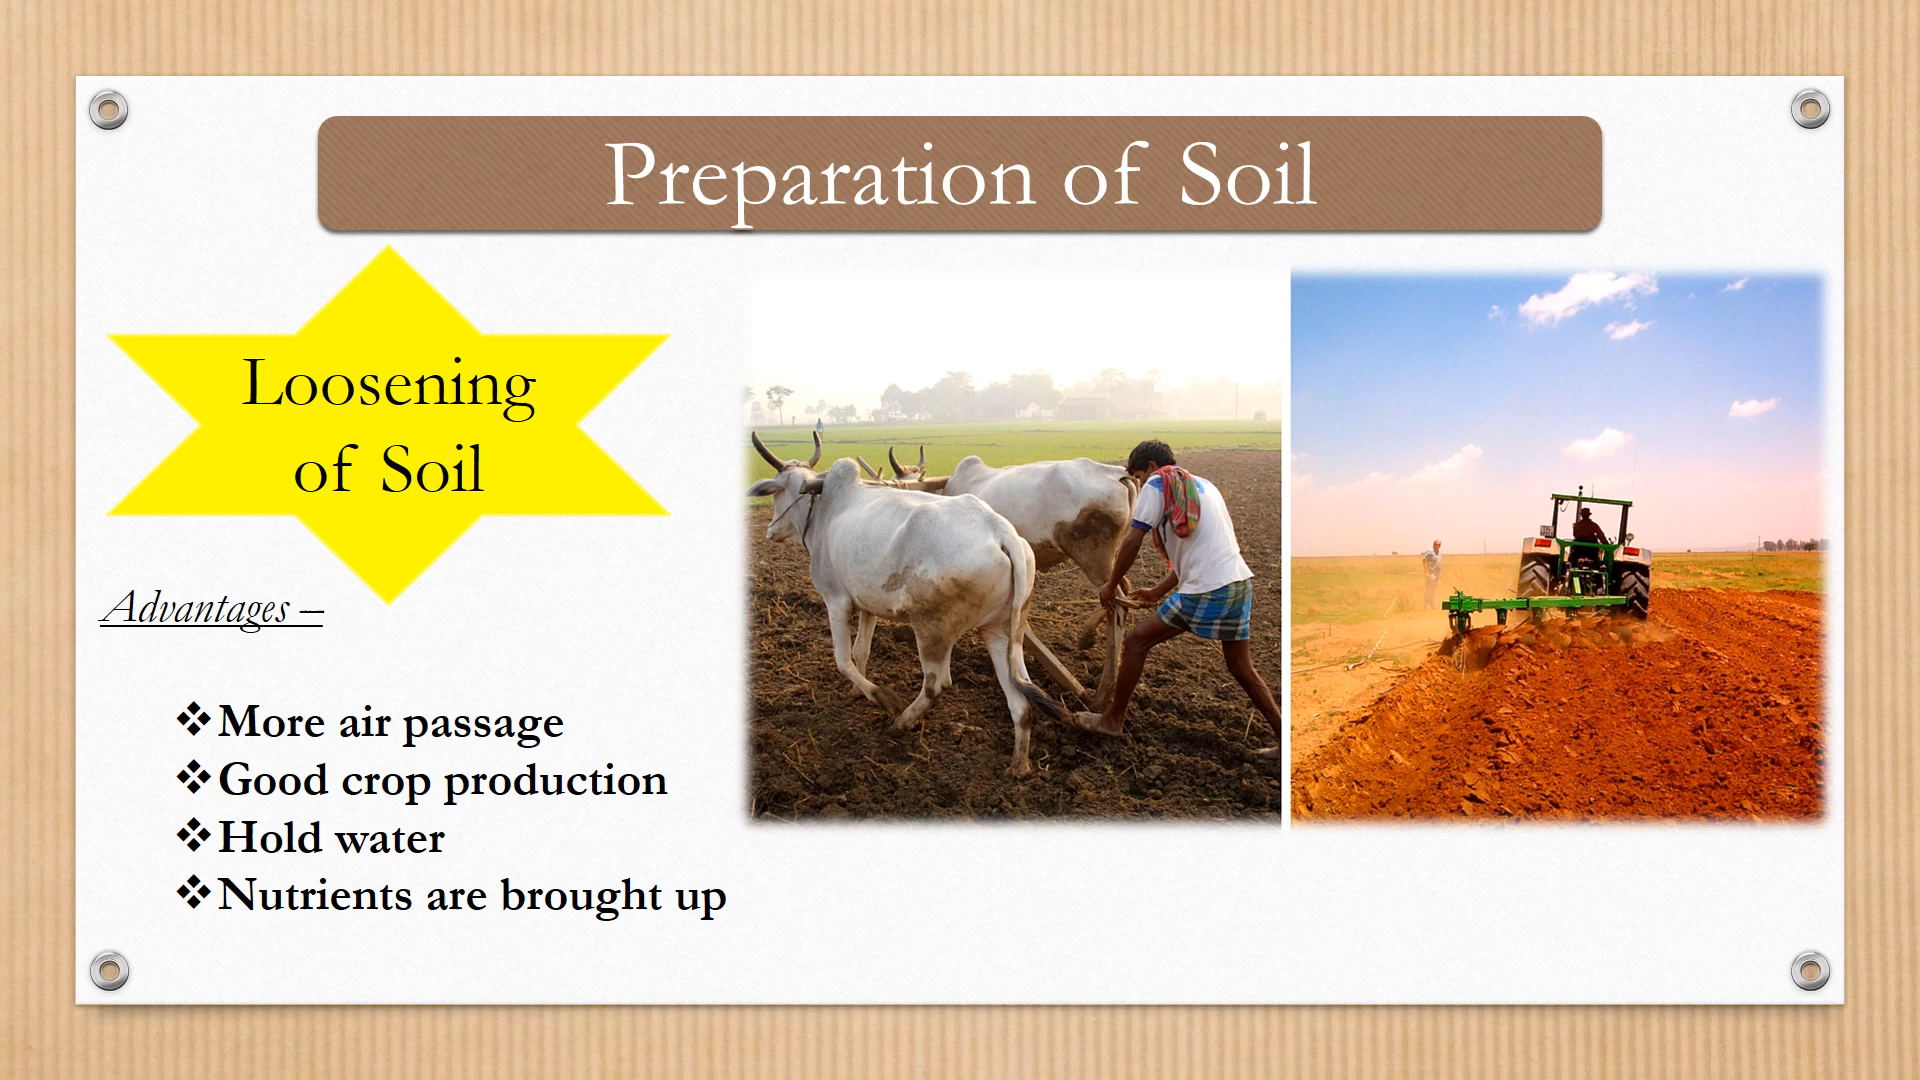 Preparation of Soil
Loosening
of Soil
Advantages –
❖More air passage
❖Good crop production
❖Hold water
❖Nutrients are brought up